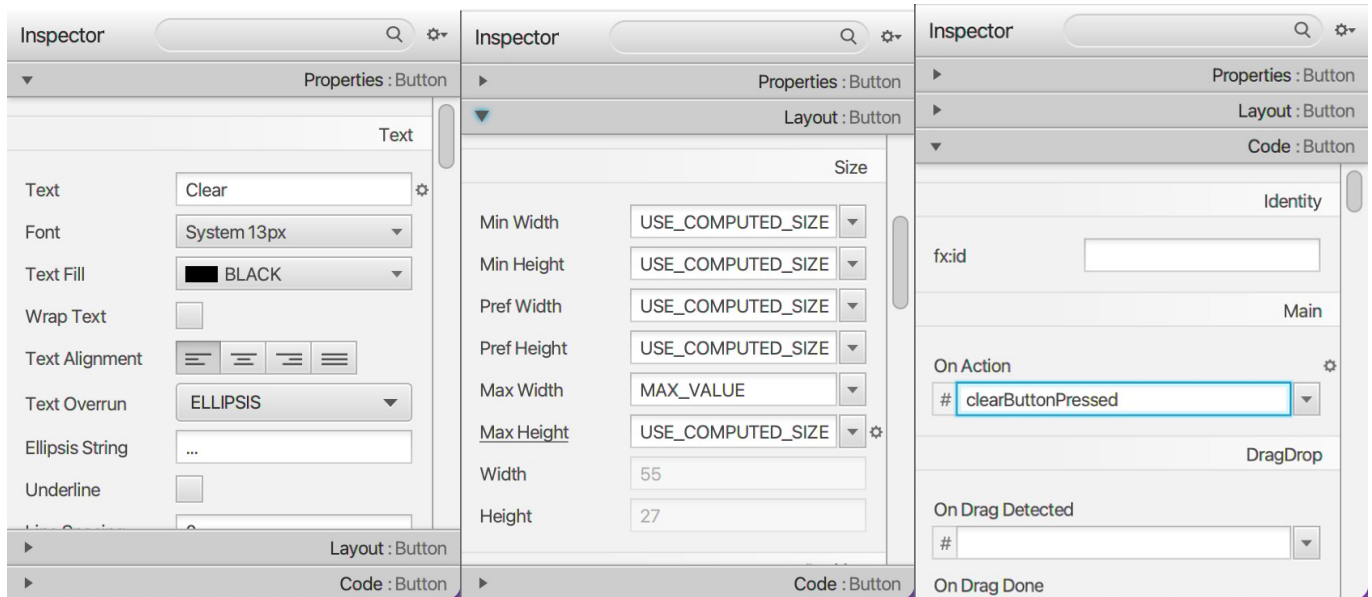 Inspector
Properties : Button
Text
Text Clear
Font System 13px
Text Fill BLACK
Wrap Text
Text Alignment
Text Overrun ELLIPSIS
Ellipsis String ...
Underline
Layout : Button
Code : Button
Inspector
Properties : Button
Layout : Button
Size
Min Width USE_COMPUTED_SIZE
Min Height USE_COMPUTED_SIZE
Pref Width USE_COMPUTED_SIZE
Pref Height USE_COMPUTED_SIZE
Max Width MAX_VALUE
Max Height USE_COMPUTED_SIZE
Width 55
Height 27
Code : Button
Inspector
Properties : Button
Layout : Button
Code : Button
Identity
fx:id
Main
On Action
# clearButtonPressed
DragDrop
On Drag Detected
#
On Drag Done